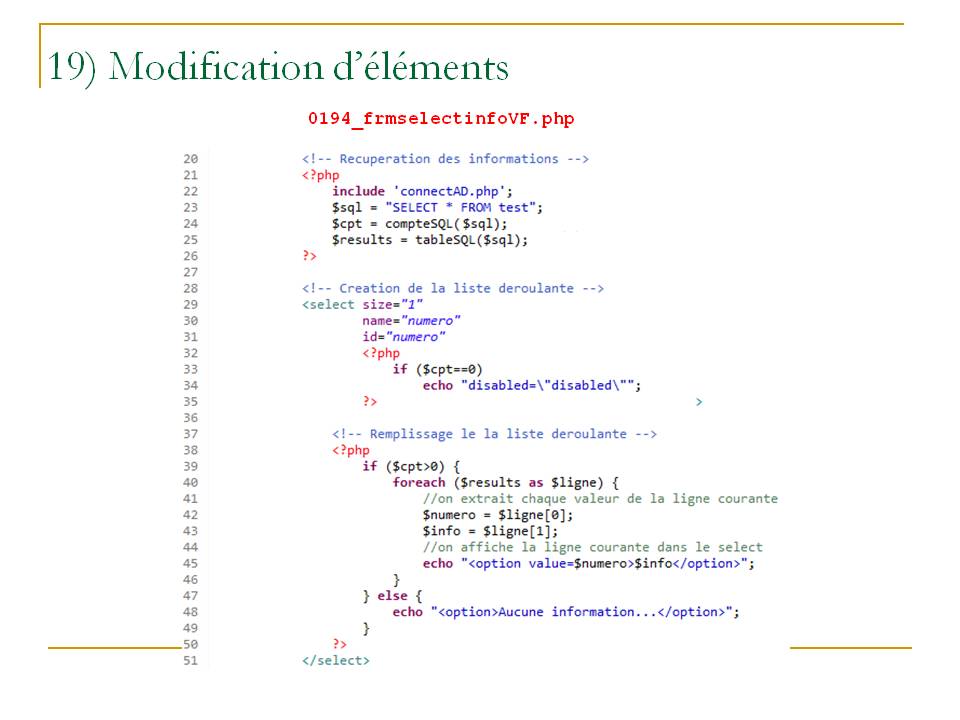 19) Modification d'éléments
0194_frmselectinfoVF.php
20 <!-- Recuperation des informations -->
21 <?php
22 include 'connectAD.php';
23 $sql = "SELECT * FROM test";
24 $cpt = compteSQL($sql);
25 $results = tableSQL($sql);
26 ?>
27
28 <!-- Creation de la liste deroulante -->
29 <select size="1"
30 name="numero"
31 id="numero"
32 <?php
33 if ($cpt==0)
34 echo "disabled=\"disabled\"";
35 ?> >
36
37 <!-- Remplissage le la liste deroulante -->
38 <?php
39 if ($cpt>0) {
40 foreach ($results as $ligne) {
41 //on extrait chaque valeur de la ligne courante
42 $numero = $ligne[0];
43 $info = $ligne[1];
44 //on affiche la ligne courante dans le select
45 echo "<option value=$numero>$info</option>";
46 }
47 } else {
48 echo "<option>Aucune information...</option>";
49 }
50 ?>
51 </select>